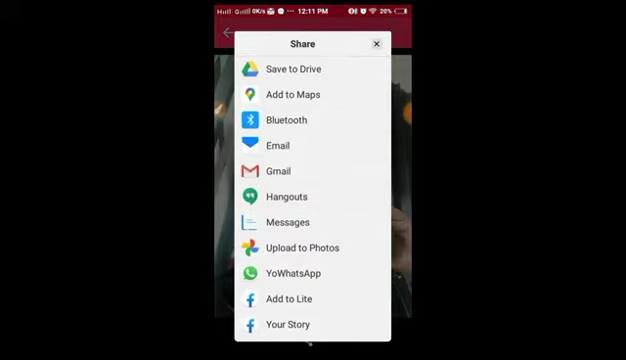 0K/s ... 12:11 PM 20%
Share
Save to Drive
Add to Maps
Bluetooth
Email
Gmail
Hangouts
Messages
Upload to Photos
YoWhatsApp
Add to Lite
Your Story